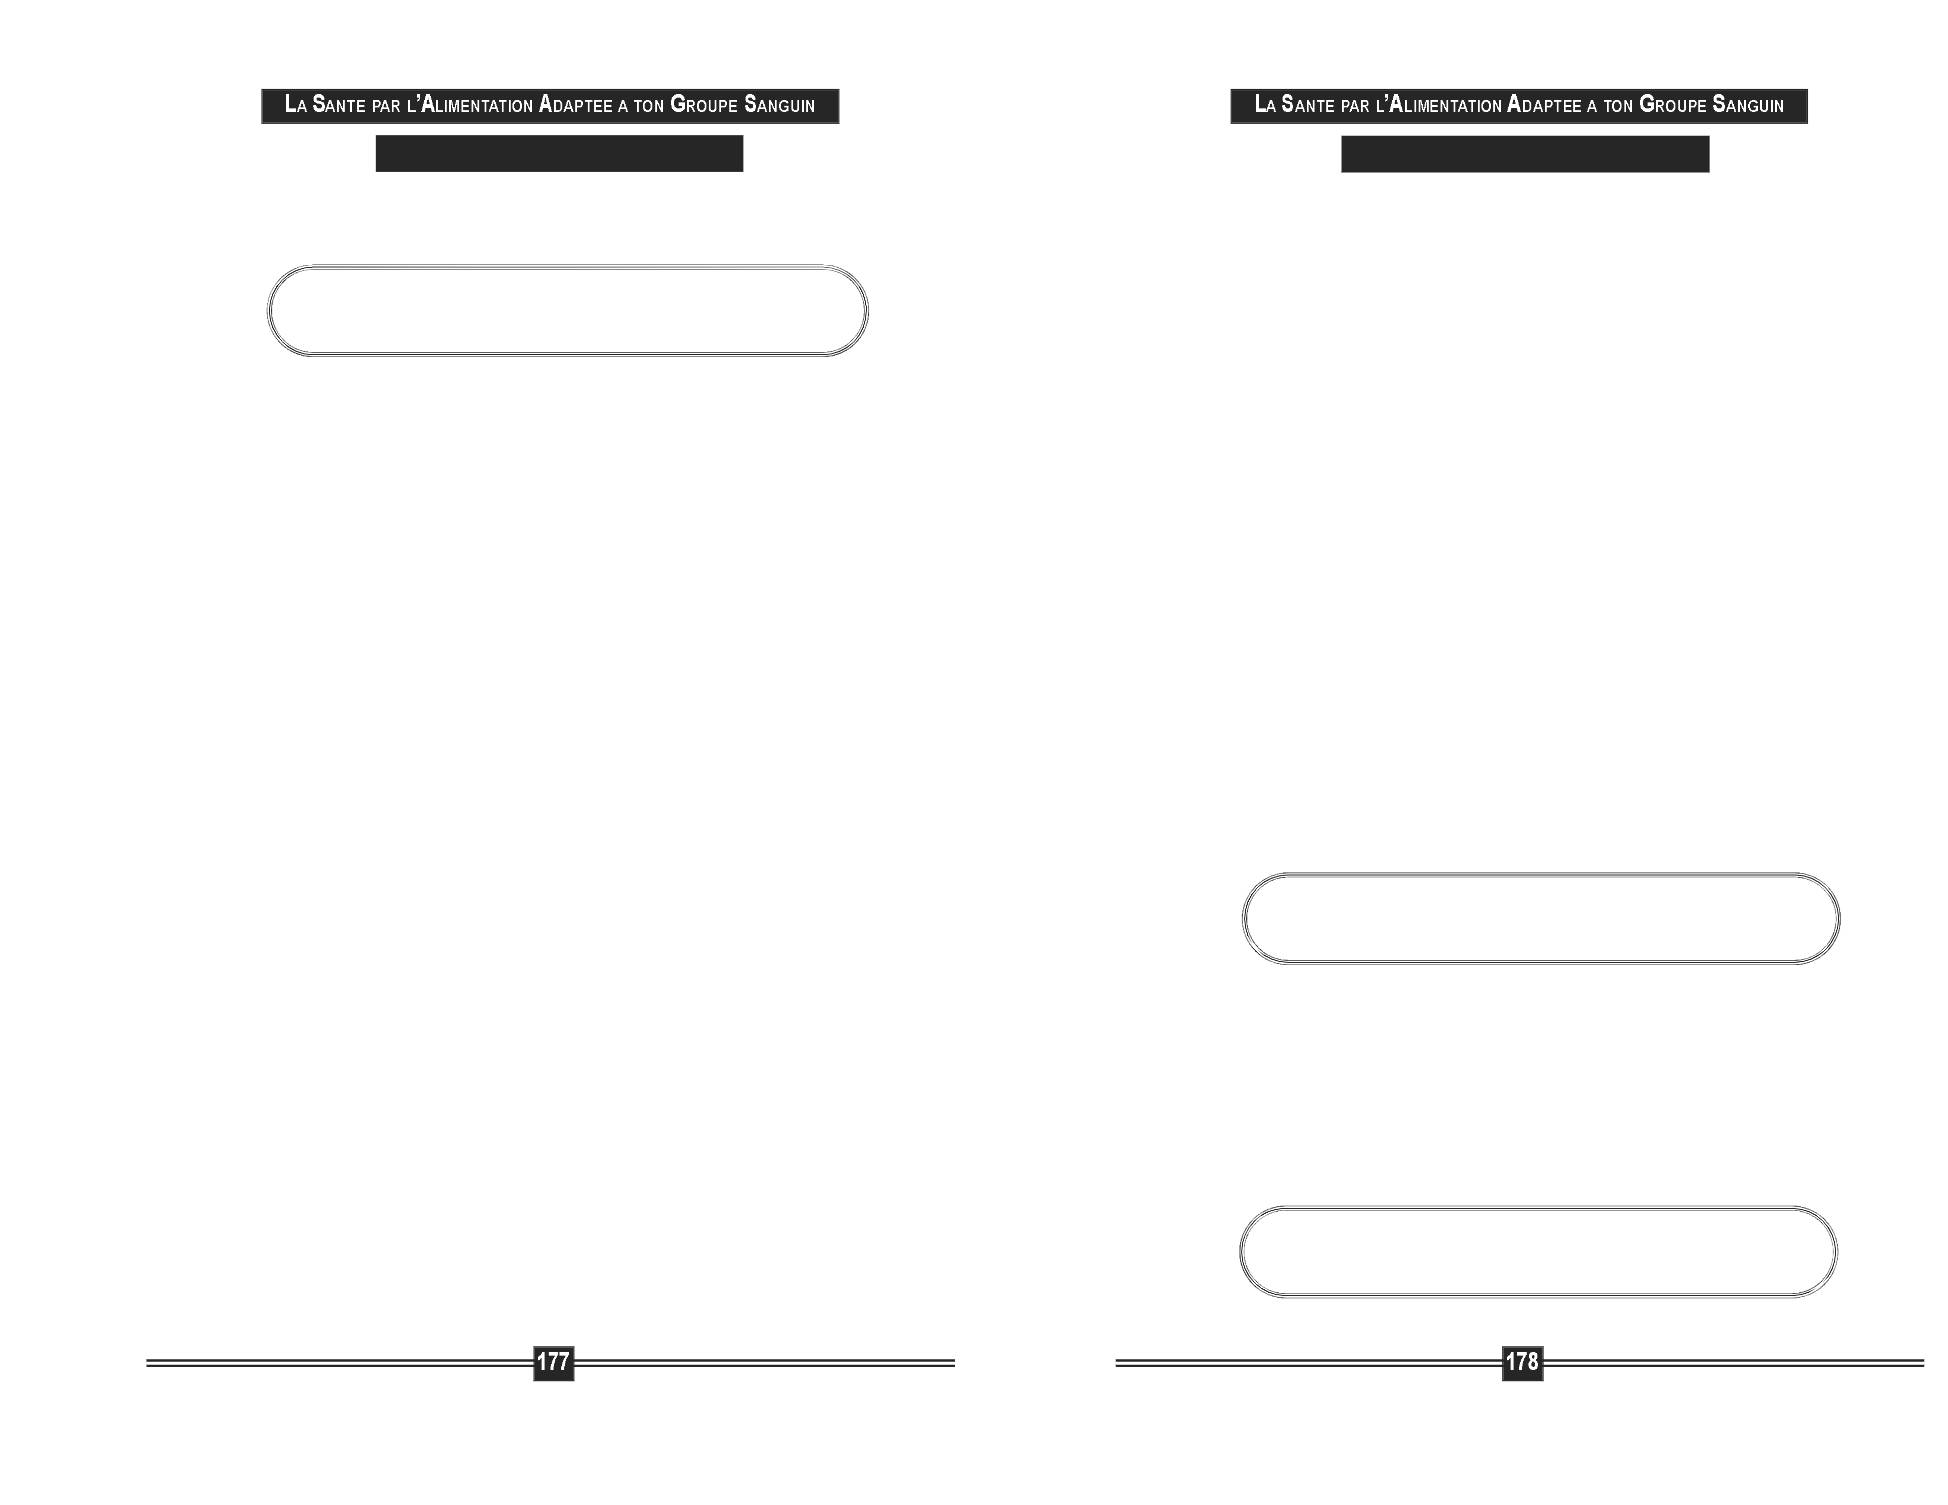 La Sante par l’Alimentation Adaptee a ton Groupe Sanguin
177
La Sante par l’Alimentation Adaptee a ton Groupe Sanguin
178